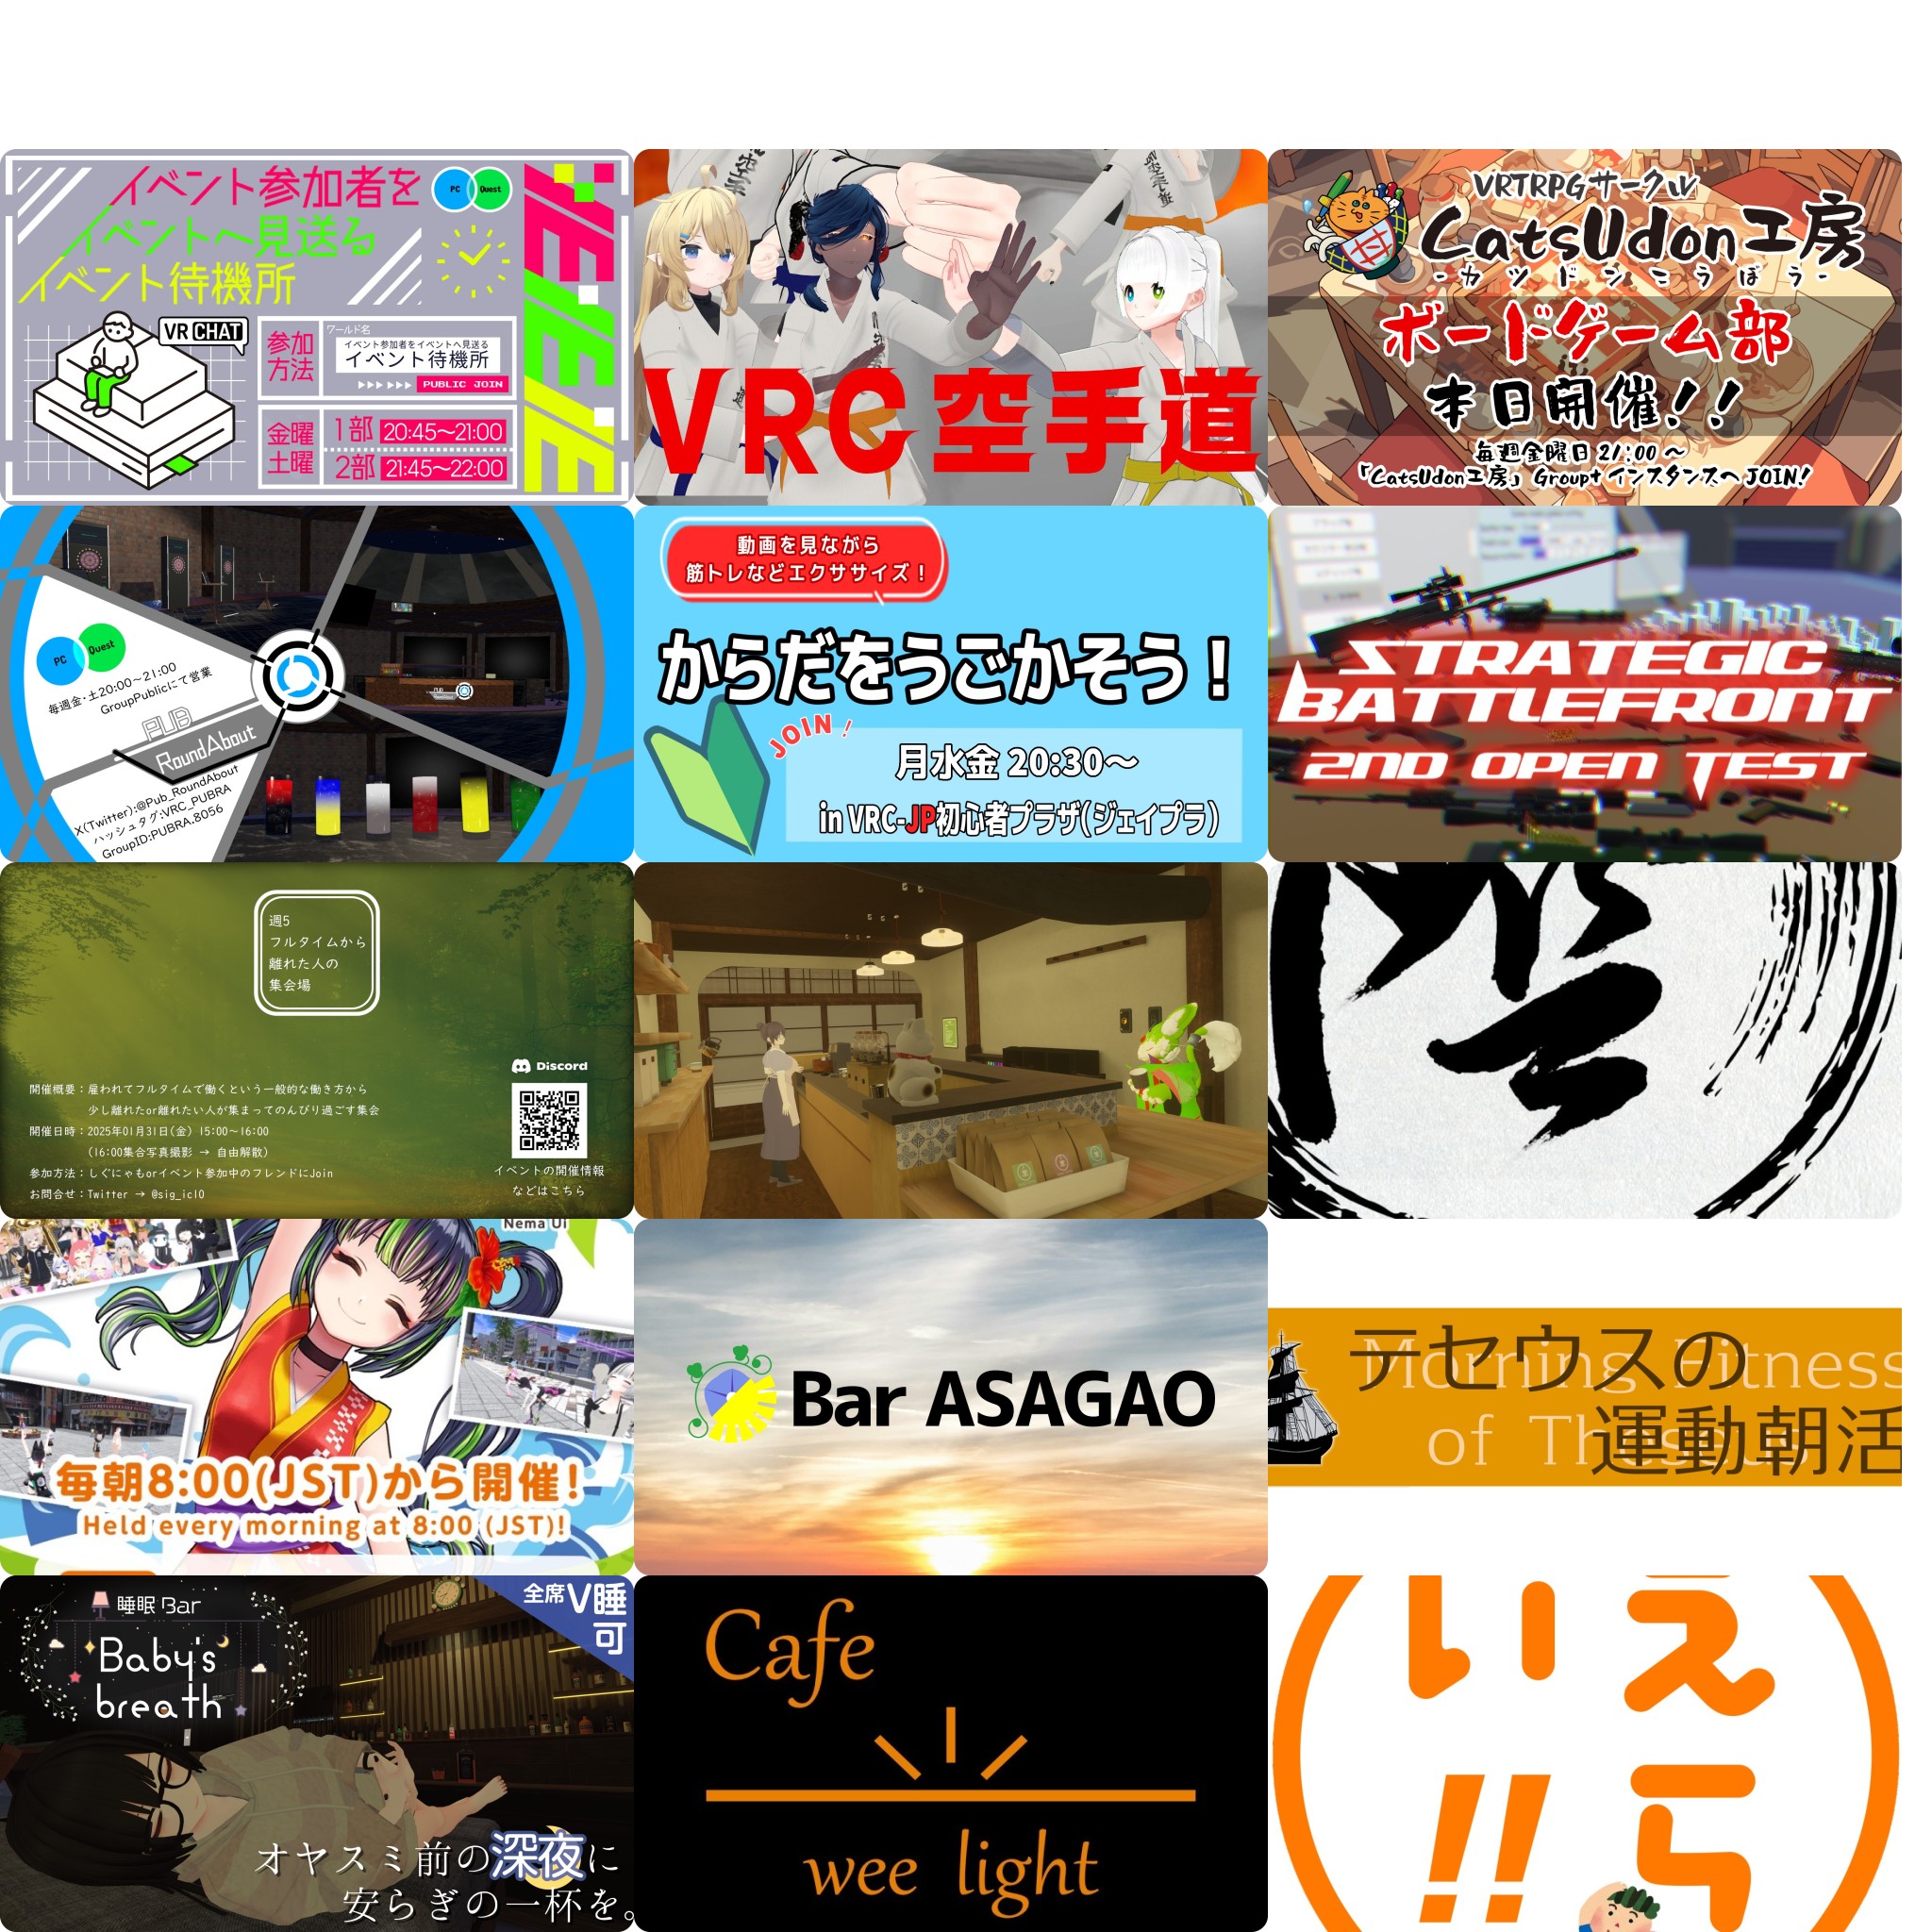 イベント参加者を
イベントへ見送る
イベント待機所
PC
Quest
VRCHAT
参加
方法
ワールド名
イベント参加者をイベントへ見送る
イベント待機所
PUBLIC JOIN
金曜
土曜
1部 20:45〜21:00
2部 21:45〜22:00
VRC空手道
VRTRPGサークル
CatsUdon工房
-カツドンこうぼう-
ボードゲーム部
本日開催!!
毎週金曜日 21:00 〜
「CatsUdon工房」Group+インスタンスへJOIN!
PC
Quest
毎週金・土20:00〜21:00
GroupPublicにて営業
PUB
RoundAbout
X(Twitter):@Pub_RoundAbout
ハッシュタグ:VRC_PUBRA
GroupID:PUBRA.8056
動画を見ながら
筋トレなどエクササイズ！
からだをうごかそう！
JOIN！
月水金 20:30〜
in VRC-JP初心者プラザ(ジェイプラ)
STRATEGIC
BATTLEFRONT
2ND OPEN TEST
週5
フルタイムから
離れた人の
集会場
Discord
開催概要：雇われてフルタイムで働くという一般的な働き方から
少し離れたor離れたい人が集まってのんびり過ごす集会
開催日時：2025年01月31日(金) 15:00〜16:00
(16:00集合写真撮影 → 自由解散)
参加方法：しぐにゃもorイベント参加中のフレンドにJoin
お問合せ：Twitter → @sig_ic10
イベントの開催情報
などはこちら
Nema Ui
毎朝8:00(JST)から開催!
Held every morning at 8:00 (JST)!
Bar ASAGAO
テセウスの
運動朝活
Morning Fitness
of
睡眠Bar
Baby's
breath
全席V睡
可
オヤスミ前の深夜に
安らぎの一杯を。
Cafe
wee light
えら
い!!